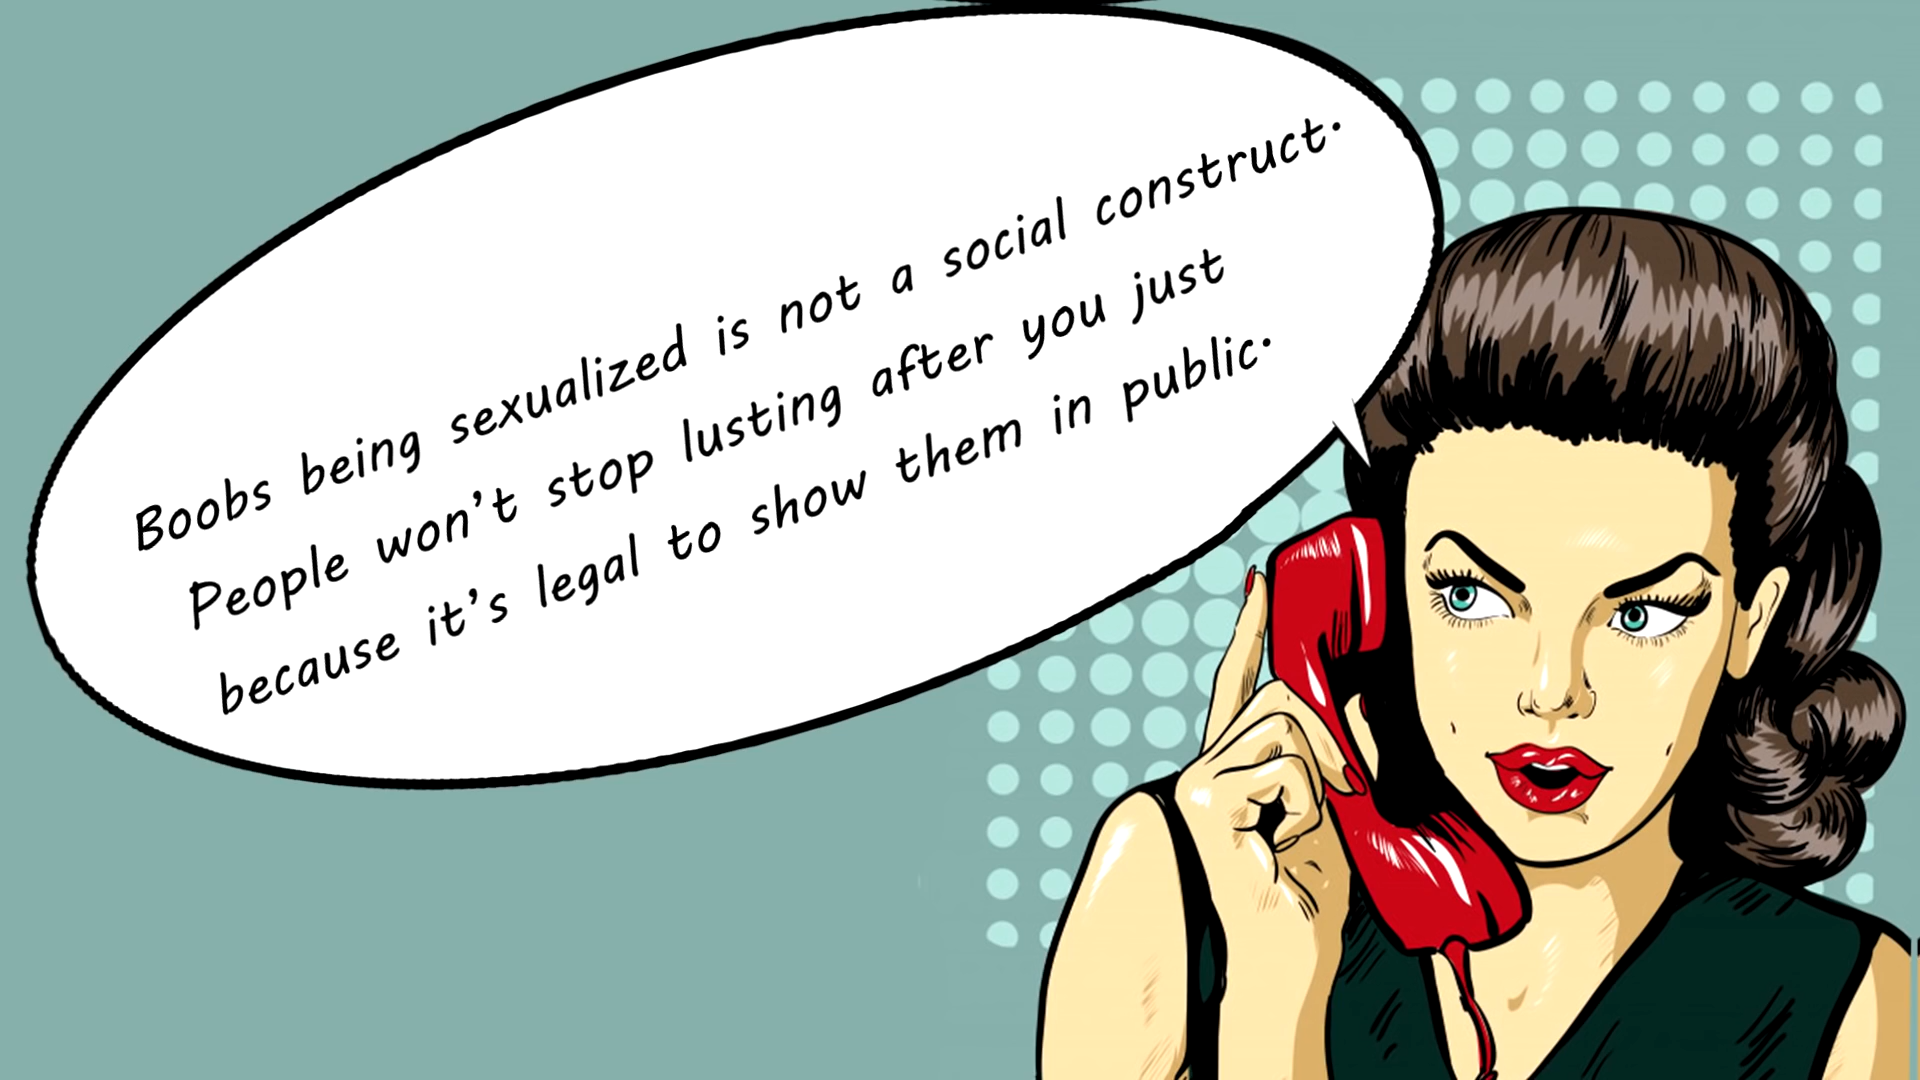 Boobs being sexualized is not a social construct.
People won't stop lusting after you just
because it's legal to show them in public.